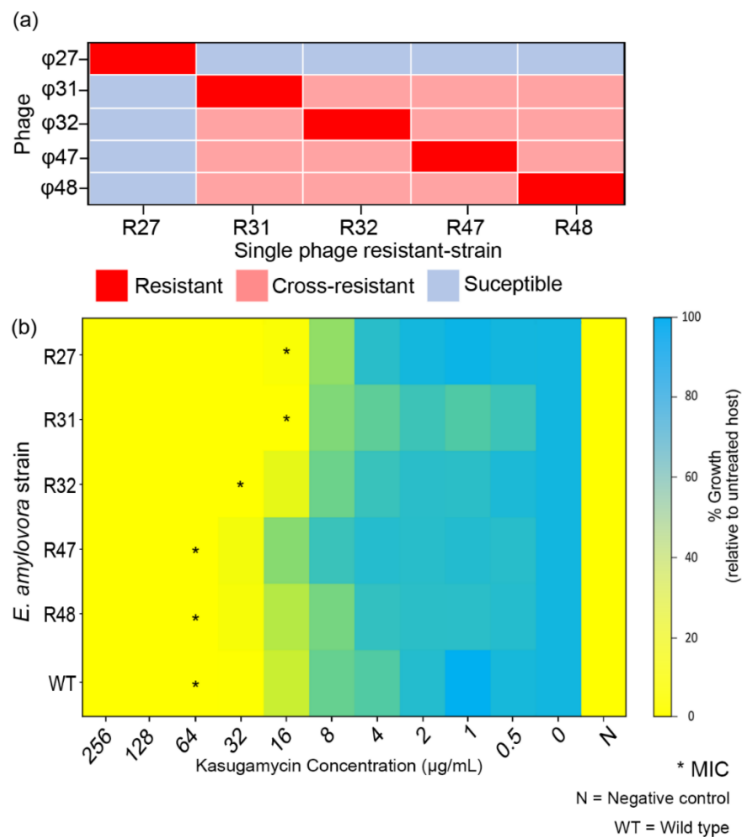 (a)
Phage
φ27
φ31
φ32
φ47
φ48
R27 R31 R32 R47 R48
Single phage resistant-strain
Resistant Cross-resistant Suceptible
(b)
E. amylovora strain
R27 *
R31 *
R32 *
R47 *
R48 *
WT *
256 128 64 32 16 8 4 2 1 0.5 0 N
Kasugamycin Concentration (µg/mL)
100
80
60
40
20
0
% Growth
(relative to untreated host)
* MIC
N = Negative control
WT = Wild type